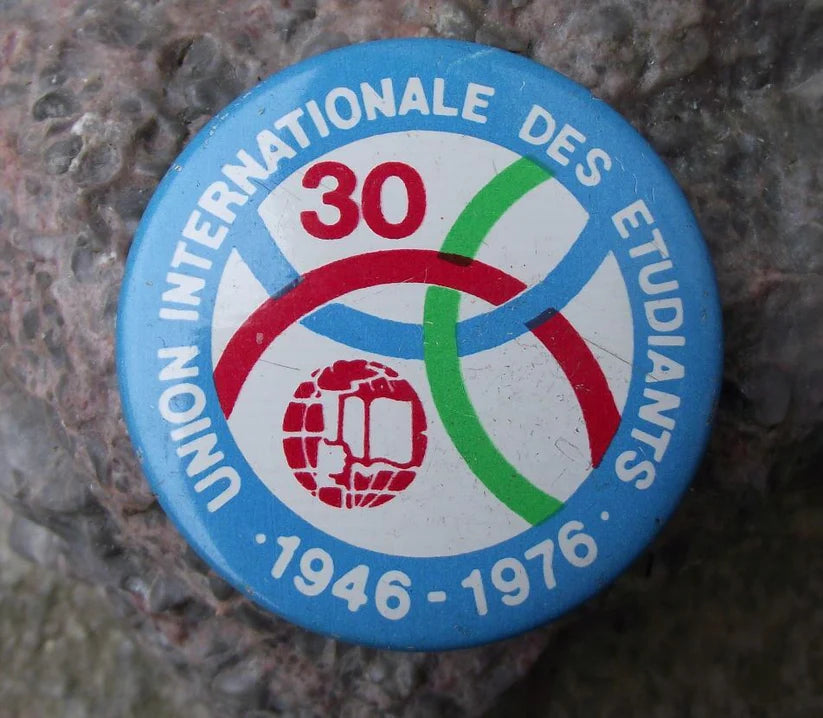 UNION INTERNATIONALE DES ETUDIANTS
30
·1946-1976·